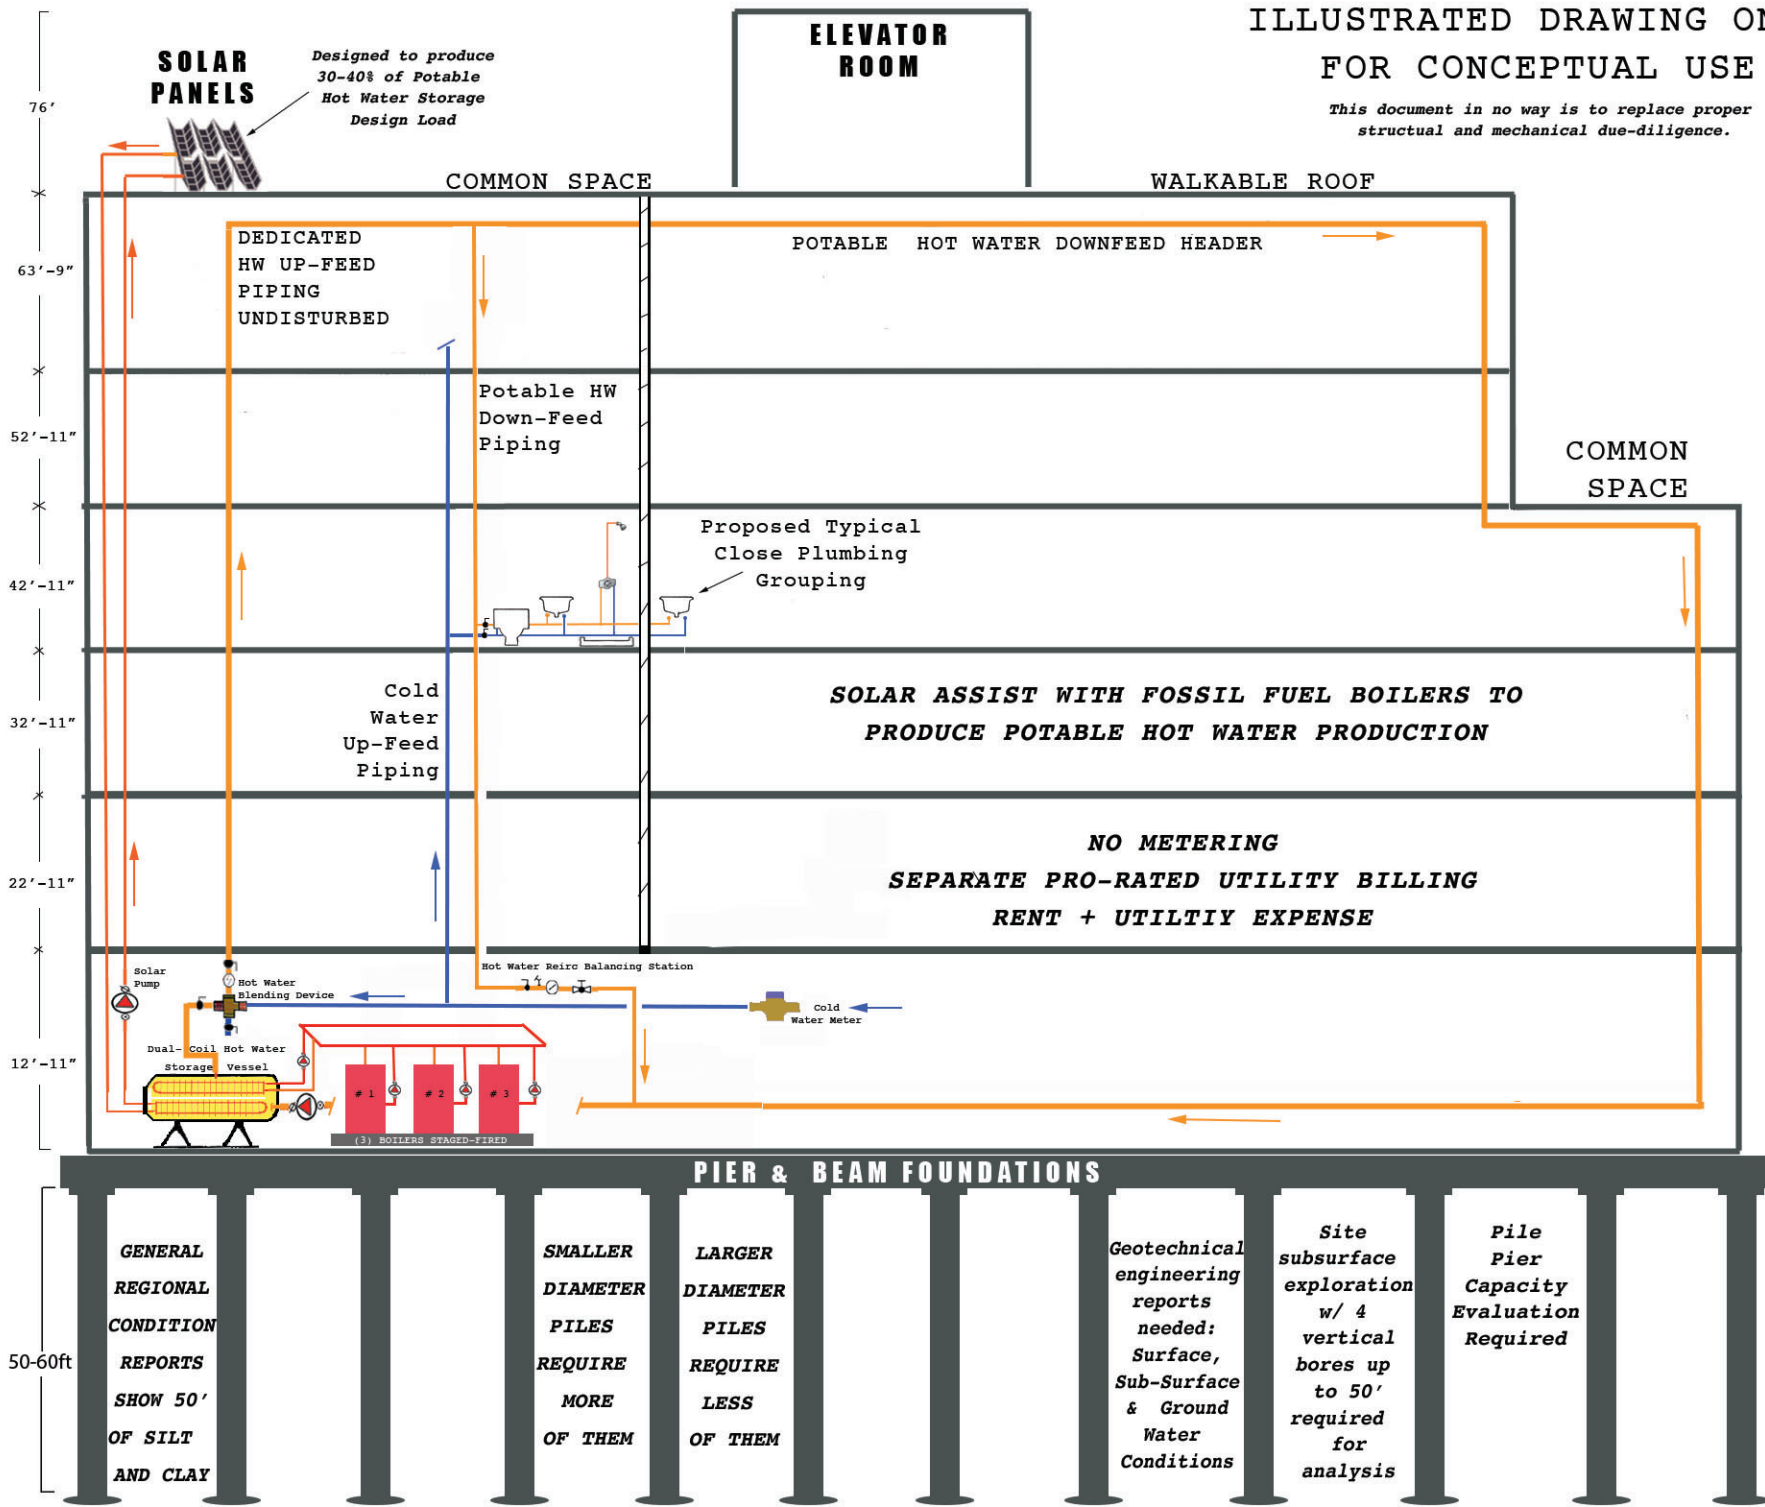 ILLUSTRATED DRAWING ON
FOR CONCEPTUAL USE
This document in no way is to replace proper
structual and mechanical due-diligence.
ELEVATOR
ROOM
SOLAR
PANELS
Designed to produce
30-40% of Potable
Hot Water Storage
Design Load
76'
COMMON SPACE
WALKABLE ROOF
DEDICATED
HW UP-FEED
PIPING
UNDISTURBED
POTABLE HOT WATER DOWNFEED HEADER
63'-9"
Potable HW
Down-Feed
Piping
52'-11"
COMMON
SPACE
Proposed Typical
Close Plumbing
Grouping
42'-11"
Cold
Water
Up-Feed
Piping
SOLAR ASSIST WITH FOSSIL FUEL BOILERS TO
PRODUCE POTABLE HOT WATER PRODUCTION
32'-11"
NO METERING
SEPARATE PRO-RATED UTILITY BILLING
RENT + UTILTIY EXPENSE
22'-11"
Solar
Pump
Hot Water
Blending Device
Hot Water Reirc Balancing Station
Cold
Water Meter
Dual-Coil Hot Water
Storage Vessel
12'-11"
# 1
# 2
# 3
(3) BOILERS STAGED-FIRED
PIER & BEAM FOUNDATIONS
50-60ft
GENERAL
REGIONAL
CONDITION
REPORTS
SHOW 50'
OF SILT
AND CLAY
SMALLER
DIAMETER
PILES
REQUIRE
MORE
OF THEM
LARGER
DIAMETER
PILES
REQUIRE
LESS
OF THEM
Geotechnical
engineering
reports
needed:
Surface,
Sub-Surface
& Ground
Water
Conditions
Site
subsurface
exploration
w/ 4
vertical
bores up
to 50'
required
for
analysis
Pile
Pier
Capacity
Evaluation
Required